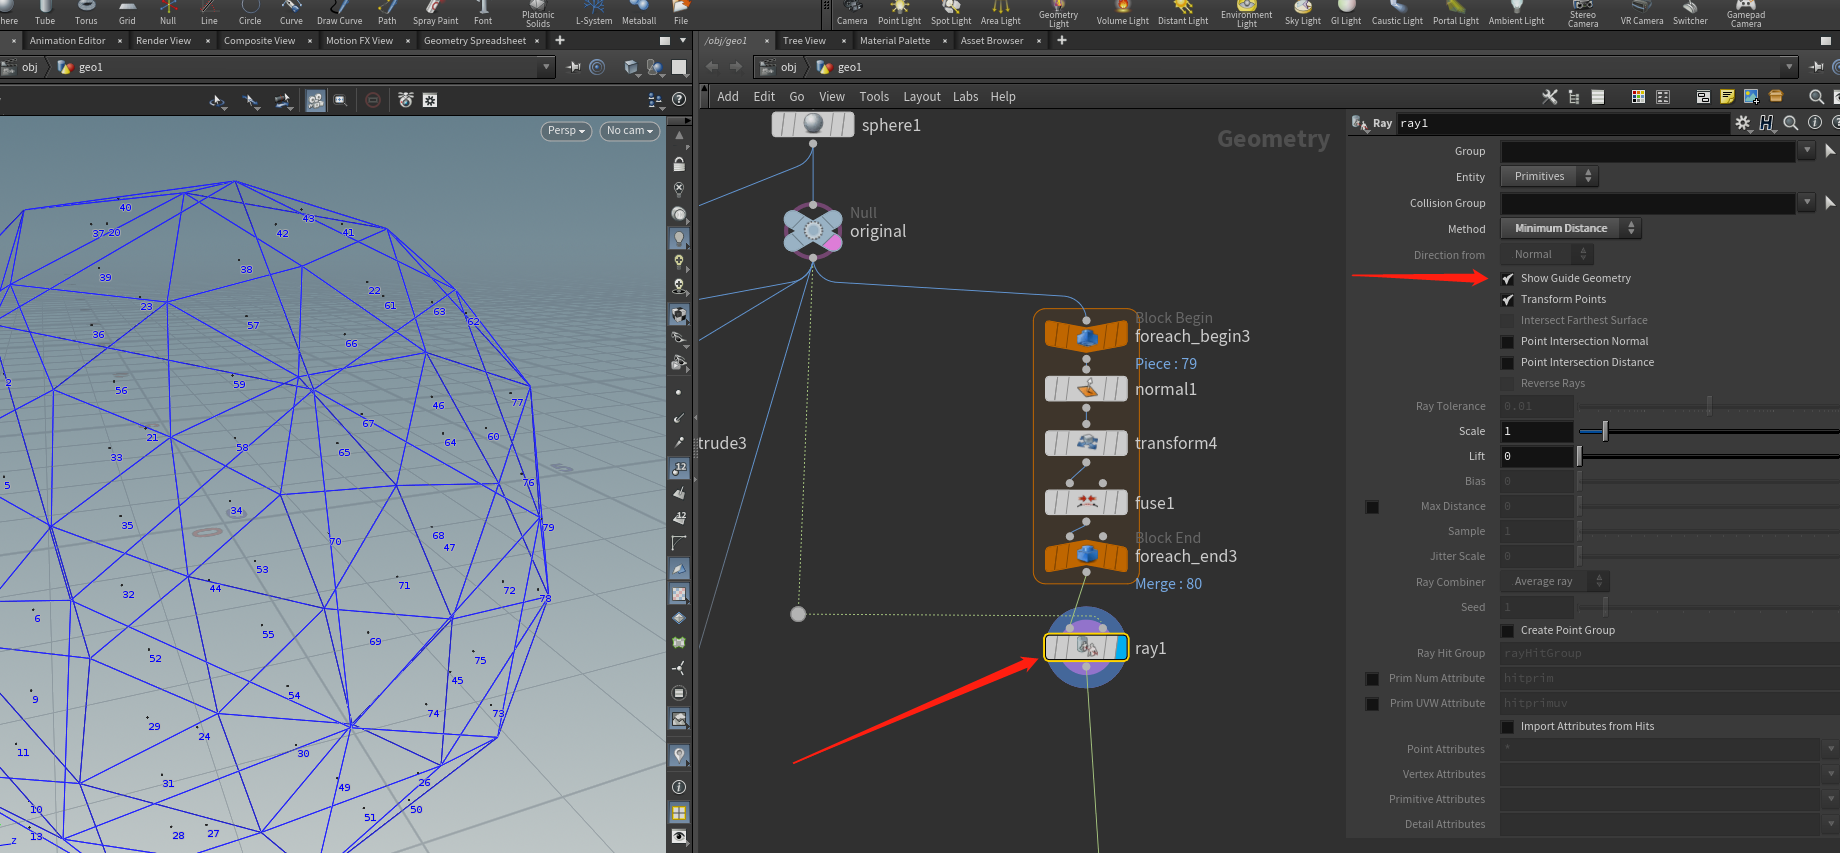 here Tube Torus Grid Null Line Circle Curve Draw Curve Path Spray Paint Font Platonic Solids L-System Metaball File
Camera Point Light Spot Light Area Light Geometry Light Volume Light Distant Light Environment Light Sky Light GI Light Caustic Light Portal Light Ambient Light Stereo Camera VR Camera Switcher Gamepad Camera
Animation Editor Render View Composite View Motion FX View Geometry Spreadsheet
/obj/geo1 Tree View Material Palette Asset Browser
obj geo1
obj geo1
Add Edit Go View Tools Layout Labs Help
Persp No cam
40
43
37 20
42
41
39
38
22
23
61
63
62
57
36
66
2
56
59
77
46
67
21
64
60
58
65
33
5
76
34
35
79
70
68
47
53
44
71
72
78
32
6
55
69
52
75
45
54
9
74
73
29
24
11
30
31
49
26
10
51
50
13
28
27
z
12
12
Geometry
sphere1
Null
original
Block Begin
foreach_begin3
Piece : 79
normal1
transform4
trude3
fuse1
Block End
foreach_end3
Merge : 80
ray1
Ray ray1
Group
Entity Primitives
Collision Group
Method Minimum Distance
Direction from Normal
Show Guide Geometry
Transform Points
Intersect Farthest Surface
Point Intersection Normal
Point Intersection Distance
Reverse Rays
Ray Tolerance 0.01
Scale 1
Lift 0
Bias 0
Max Distance 0
Sample 1
Jitter Scale 0
Ray Combiner Average ray
Seed 1
Create Point Group
Ray Hit Group rayHitGroup
Prim Num Attribute hitprim
Prim UVW Attribute hitprimuv
Import Attributes from Hits
Point Attributes *
Vertex Attributes
Primitive Attributes
Detail Attributes